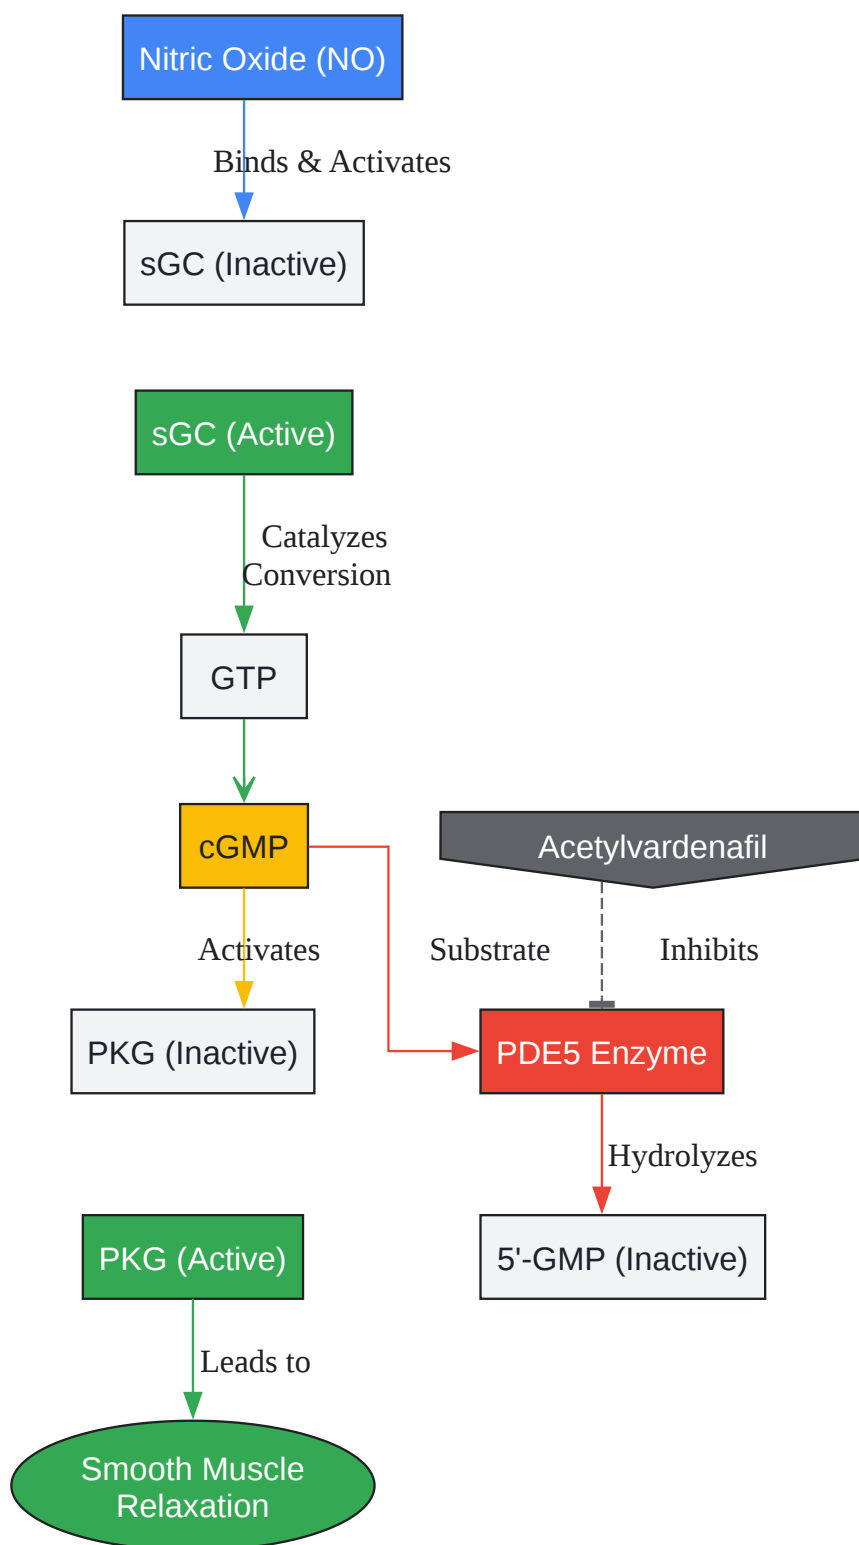 Nitric Oxide (NO)
Binds & Activates
sGC (Inactive)
sGC (Active)
Catalyzes
Conversion
GTP
cGMP
Acetylvardenafil
Activates
Substrate
Inhibits
PKG (Inactive)
PDE5 Enzyme
Hydrolyzes
PKG (Active)
5'-GMP (Inactive)
Leads to
Smooth Muscle
Relaxation